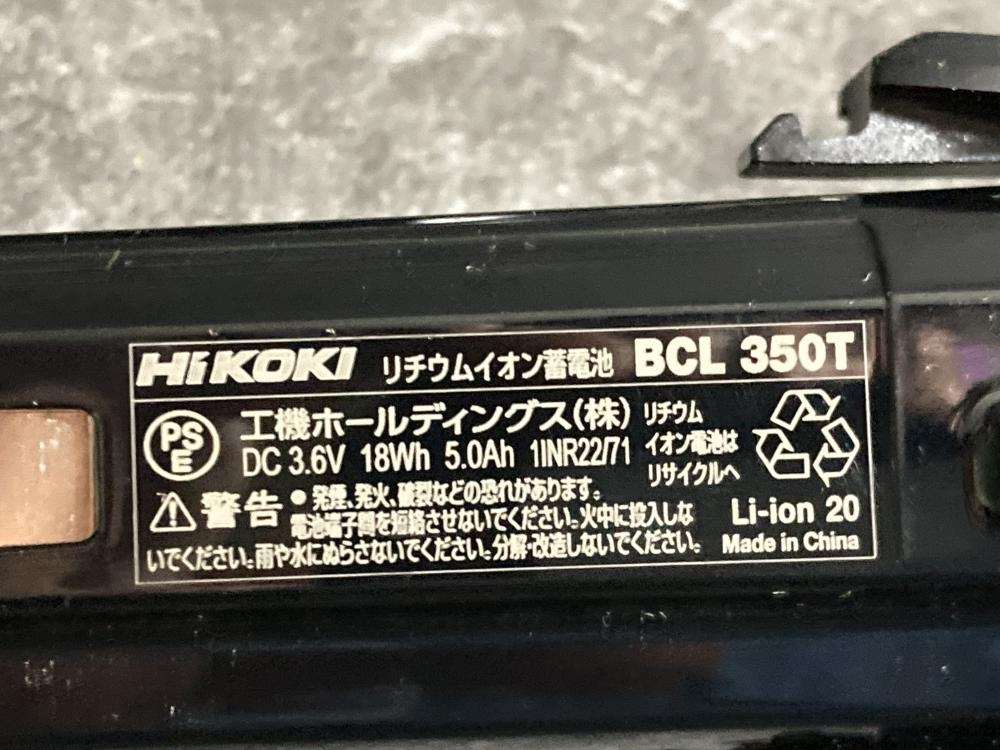 HiKOKI リチウムイオン蓄電池 BCL 350T
PS
E
工機ホールディングス(株)
DC 3.6V 18Wh 5.0Ah 1INR22/71
リチウム
イオン電池は
リサイクルへ
Li-ion 20
Made in China
警告 ●発煙、発火、破裂などの恐れがあります。
電池端子間を短絡させないでください。火中に投入しな
いでください。雨や水にぬらさないでください。分解・改造しないでください。